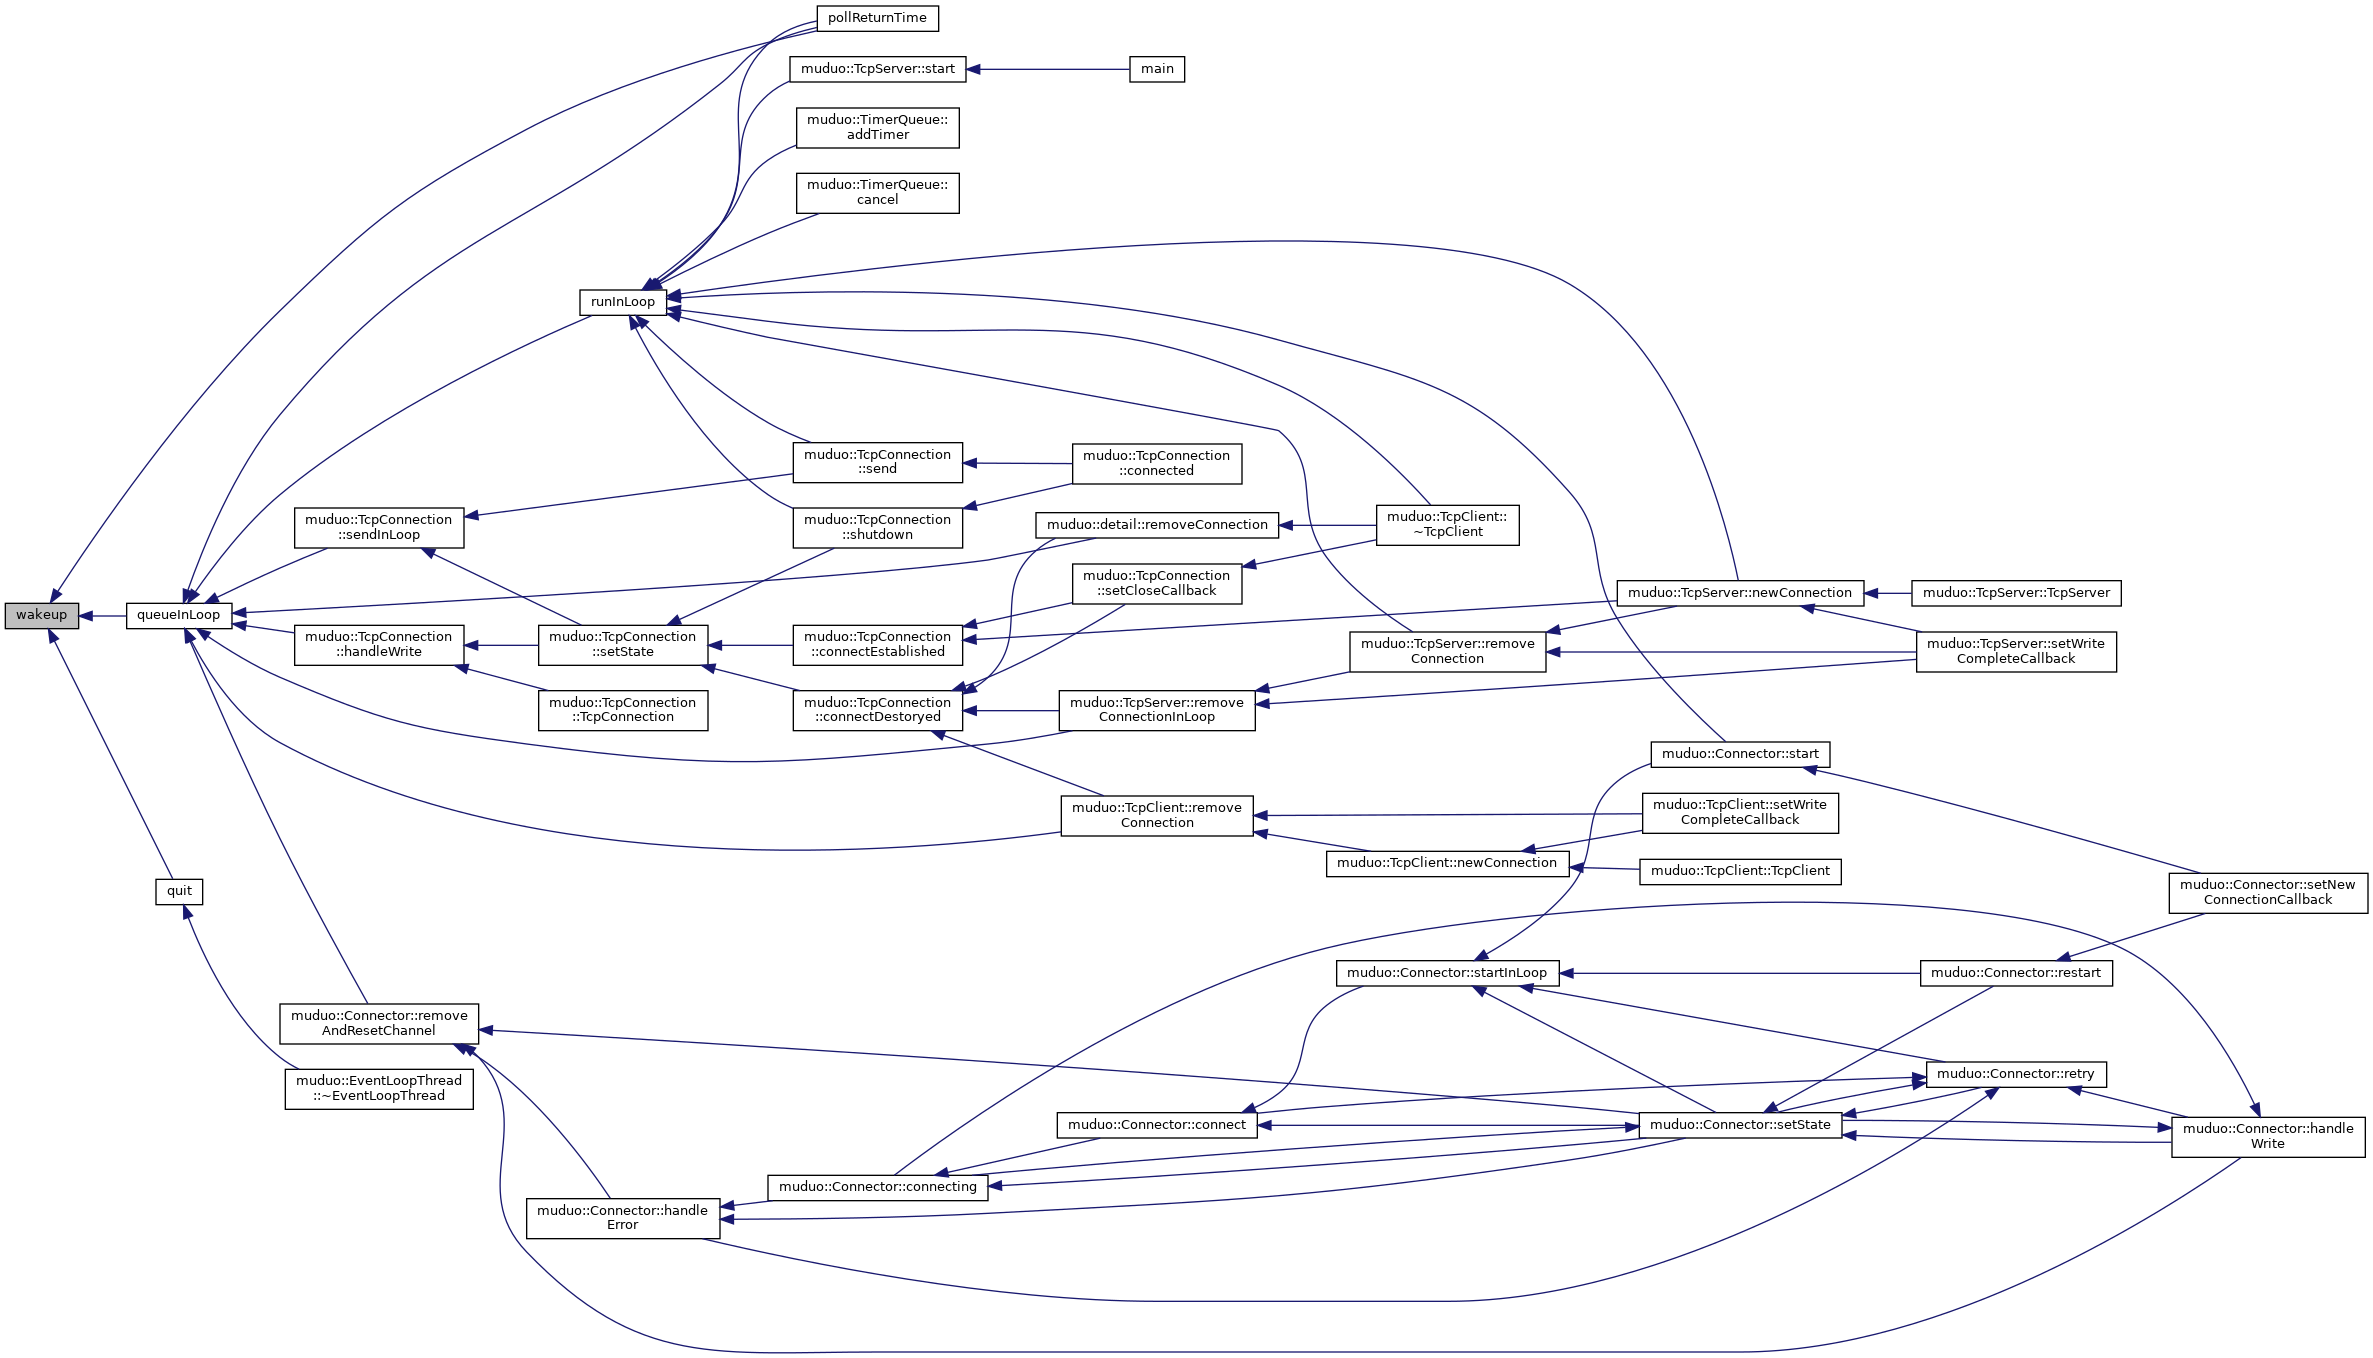 pollReturnTime
muduo::TcpServer::start
main
muduo::TimerQueue::
addTimer
muduo::TimerQueue::
cancel
runInLoop
muduo::TcpConnection
::send
muduo::TcpConnection
::connected
muduo::TcpConnection
::sendInLoop
muduo::TcpConnection
::shutdown
muduo::detail::removeConnection
muduo::TcpClient::
~TcpClient
muduo::TcpConnection
::setCloseCallback
muduo::TcpServer::newConnection
muduo::TcpServer::TcpServer
wakeup
queueInLoop
muduo::TcpConnection
::handleWrite
muduo::TcpConnection
::setState
muduo::TcpConnection
::connectEstablished
muduo::TcpServer::remove
Connection
muduo::TcpServer::setWrite
CompleteCallback
muduo::TcpConnection
::TcpConnection
muduo::TcpConnection
::connectDestoryed
muduo::TcpServer::remove
ConnectionInLoop
muduo::Connector::start
muduo::TcpClient::remove
Connection
muduo::TcpClient::setWrite
CompleteCallback
muduo::TcpClient::newConnection
muduo::TcpClient::TcpClient
quit
muduo::Connector::setNew
ConnectionCallback
muduo::Connector::startInLoop
muduo::Connector::restart
muduo::Connector::remove
AndResetChannel
muduo::EventLoopThread
::~EventLoopThread
muduo::Connector::retry
muduo::Connector::connect
muduo::Connector::setState
muduo::Connector::handle
Write
muduo::Connector::connecting
muduo::Connector::handle
Error